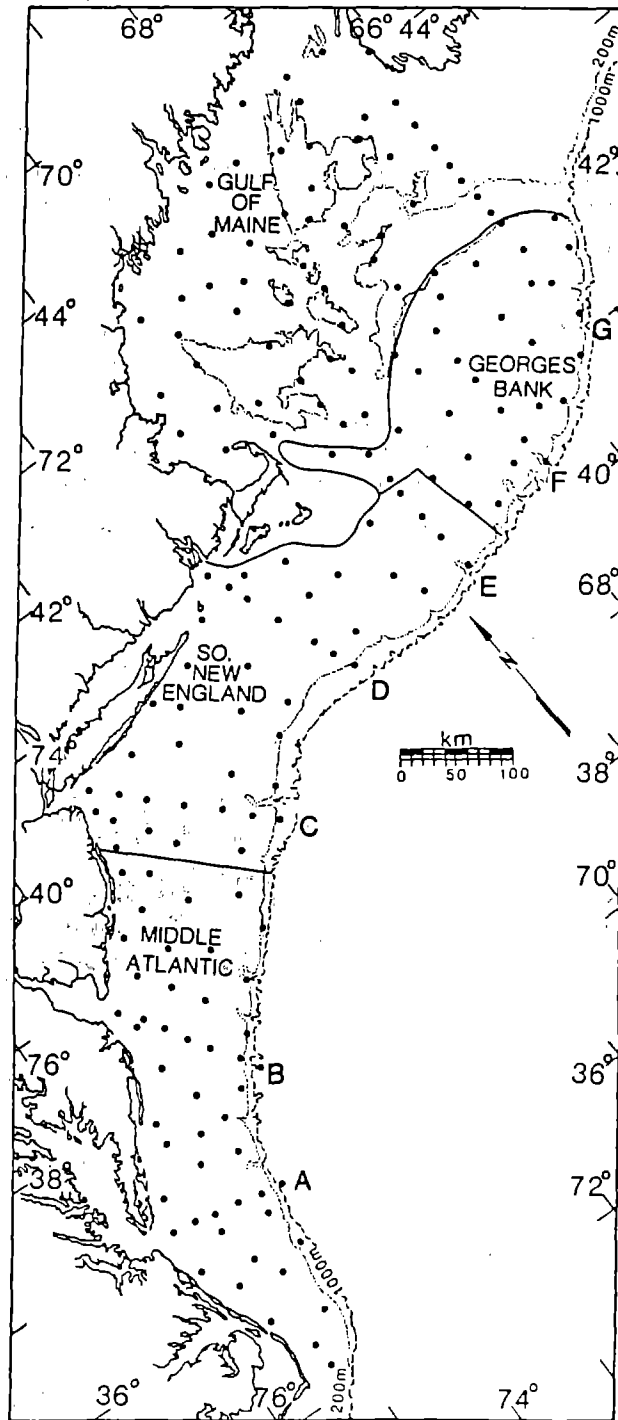 68°
66°
44°
200m
1000m
70°
42°
GULF
OF
MAINE
44°
G
GEORGES
BANK
72°
40°
F
E
42°
68°
SO.
NEW
ENGLAND
N
D
74°
km
0 50 100
38°
C
40°
70°
MIDDLE
ATLANTIC
76°
B
36°
38°
A
72°
1000m
200m
36°
76°
74°